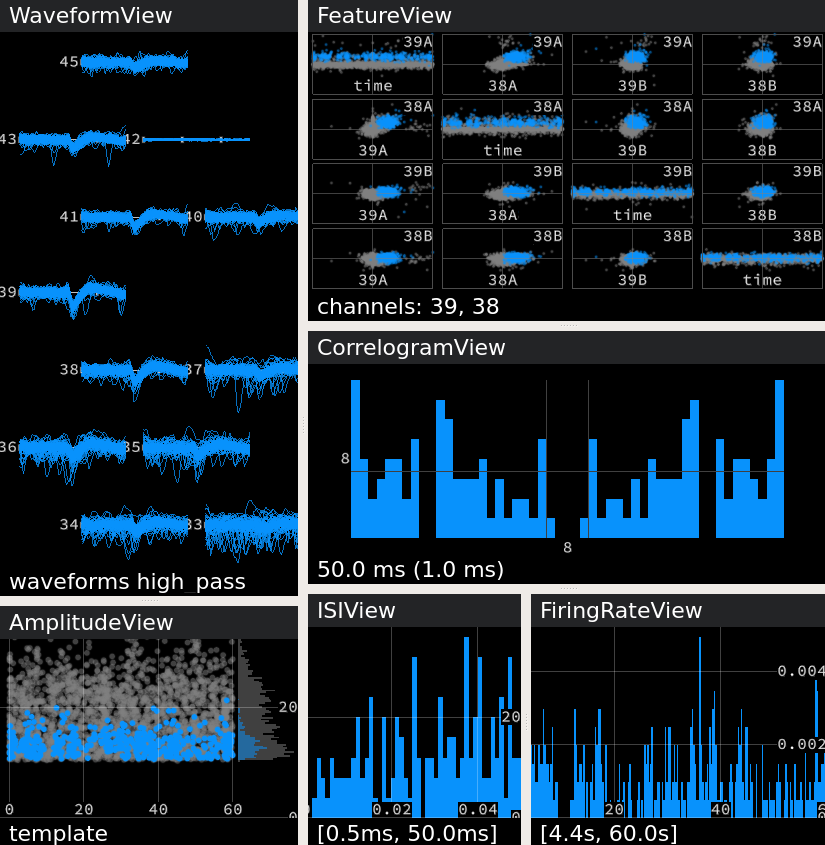 WaveformView
45
43 42
41 40
39
38 37
36 35
34 33
waveforms high_pass
FeatureView
39A 39A 39A 39A
time 38A 39B 38B
38A 38A 38A 38A
39A time 39B 38B
39B 39B 39B 39B
39A 38A time 38B
38B 38B 38B 38B
39A 38A 39B time
channels: 39, 38
CorrelogramView
8
8
50.0 ms (1.0 ms)
AmplitudeView
20
0 20 40 60
0
template
ISIView
20
0.02 0.04
[0.5ms, 50.0ms]
FiringRateView
0.004
0.002
20 40
[4.4s, 60.0s]